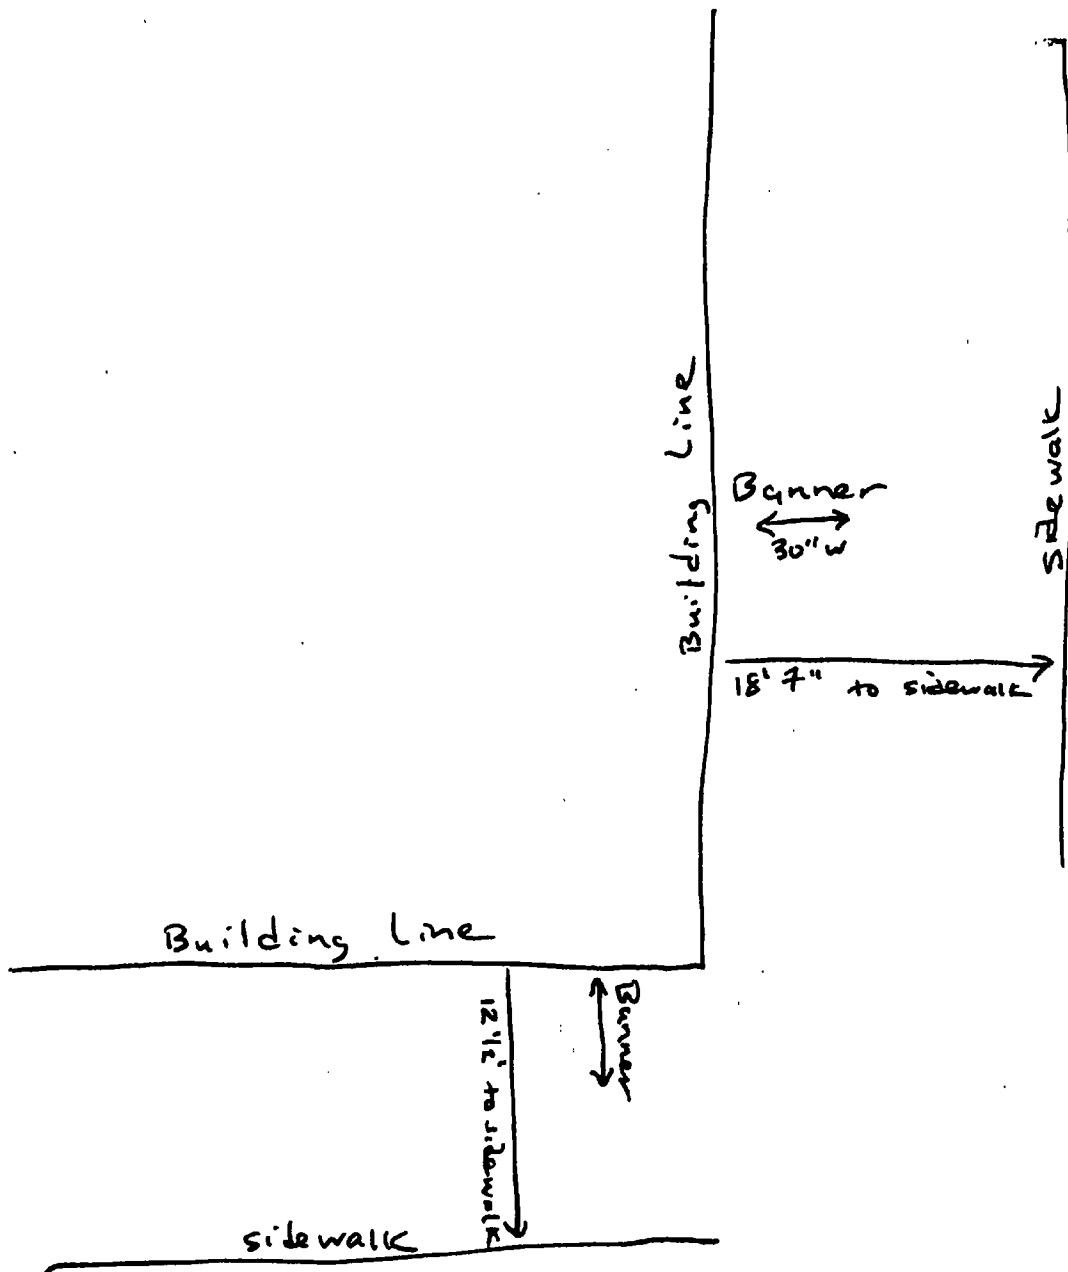 Building Line
Banner
30" W
sidewalk
18' 7" to sidewalk
Building Line
Banner
12 1/2' to sidewalk
sidewalk